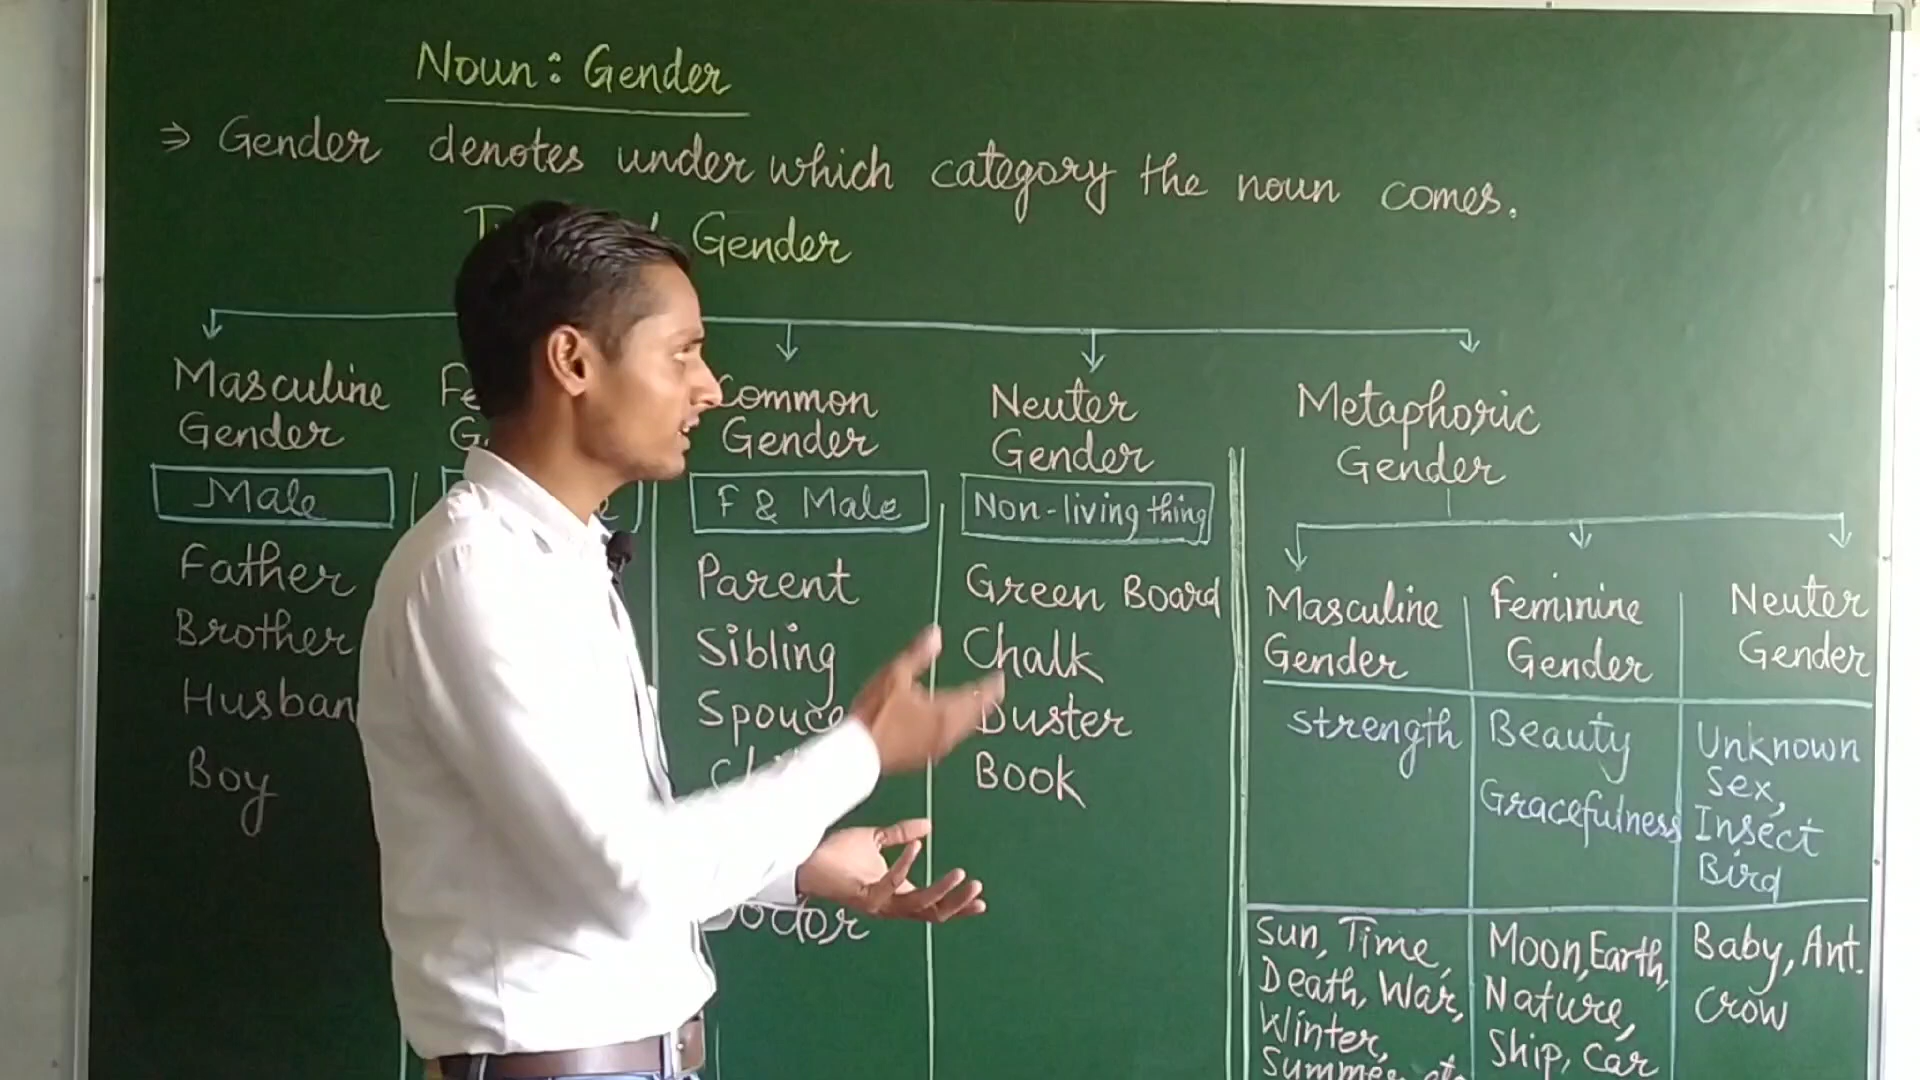 Noun: Gender
⇒ Gender denotes under which category the noun comes.
Gender
Masculine Gender
Common Gender
Neuter Gender
Metaphoric Gender
Male
F & Male
Non-living thing
Father
Brother
Husban
Boy
Parent
Sibling
Spouce
Doctor
Green Board
Chalk
Duster
Book
Masculine Gender
Feminine Gender
Neuter Gender
Strength
Beauty
Gracefulness
Unknown
Sex,
Insect
Bird
Sun, Time,
Death, War,
Winter,
Summer, etc
Moon, Earth,
Nature,
Ship, Car
Baby, Ant.
Crow